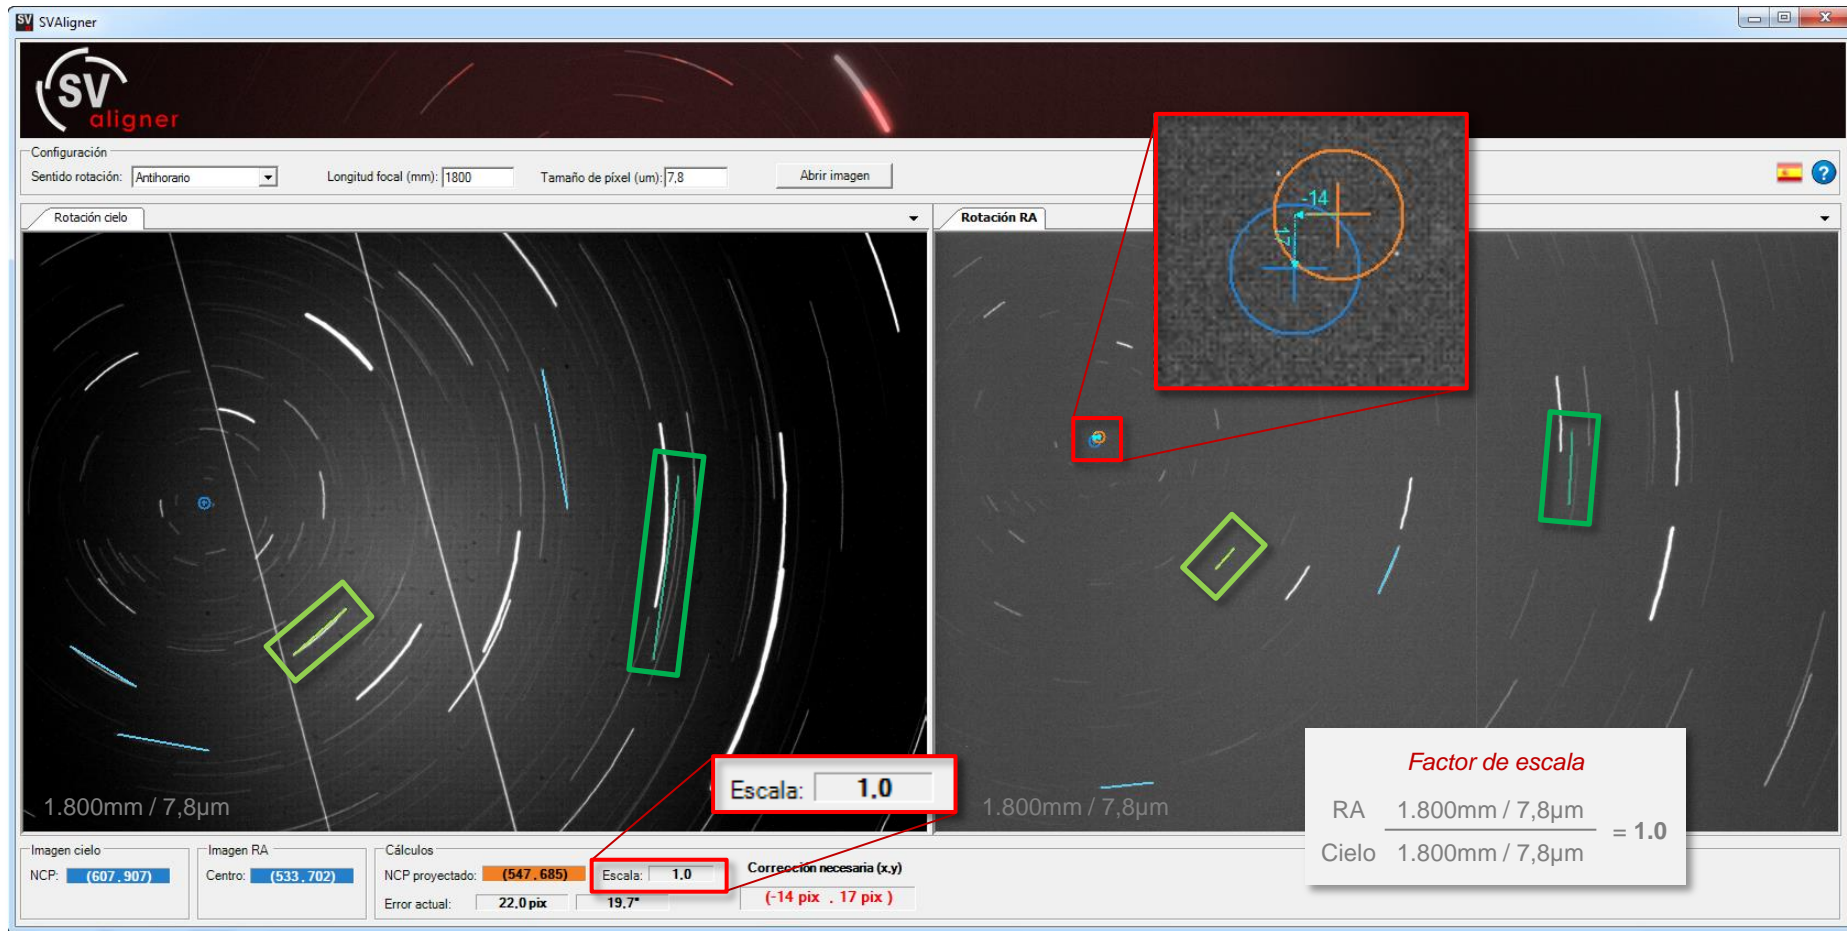 SV SVAligner
SV
aligner
Configuración
Sentido rotación: Antihorario Longitud focal (mm): 1800 Tamaño de píxel (um): 7,8 Abrir imagen ?
Rotación cielo
Rotación RA
-14
17
1.800mm / 7,8µm
1.800mm / 7,8µm
Escala: 1.0
Factor de escala
RA 1.800mm / 7,8µm
= 1.0
Cielo 1.800mm / 7,8µm
Imagen cielo
NCP: (607 . 907)
Imagen RA
Centro: (533 . 702)
Cálculos
NCP proyectado: (547 . 685) Escala: 1.0
Error actual: 22,0 pix 19,7"
Corrección necesaria (x,y)
(-14 pix . 17 pix )